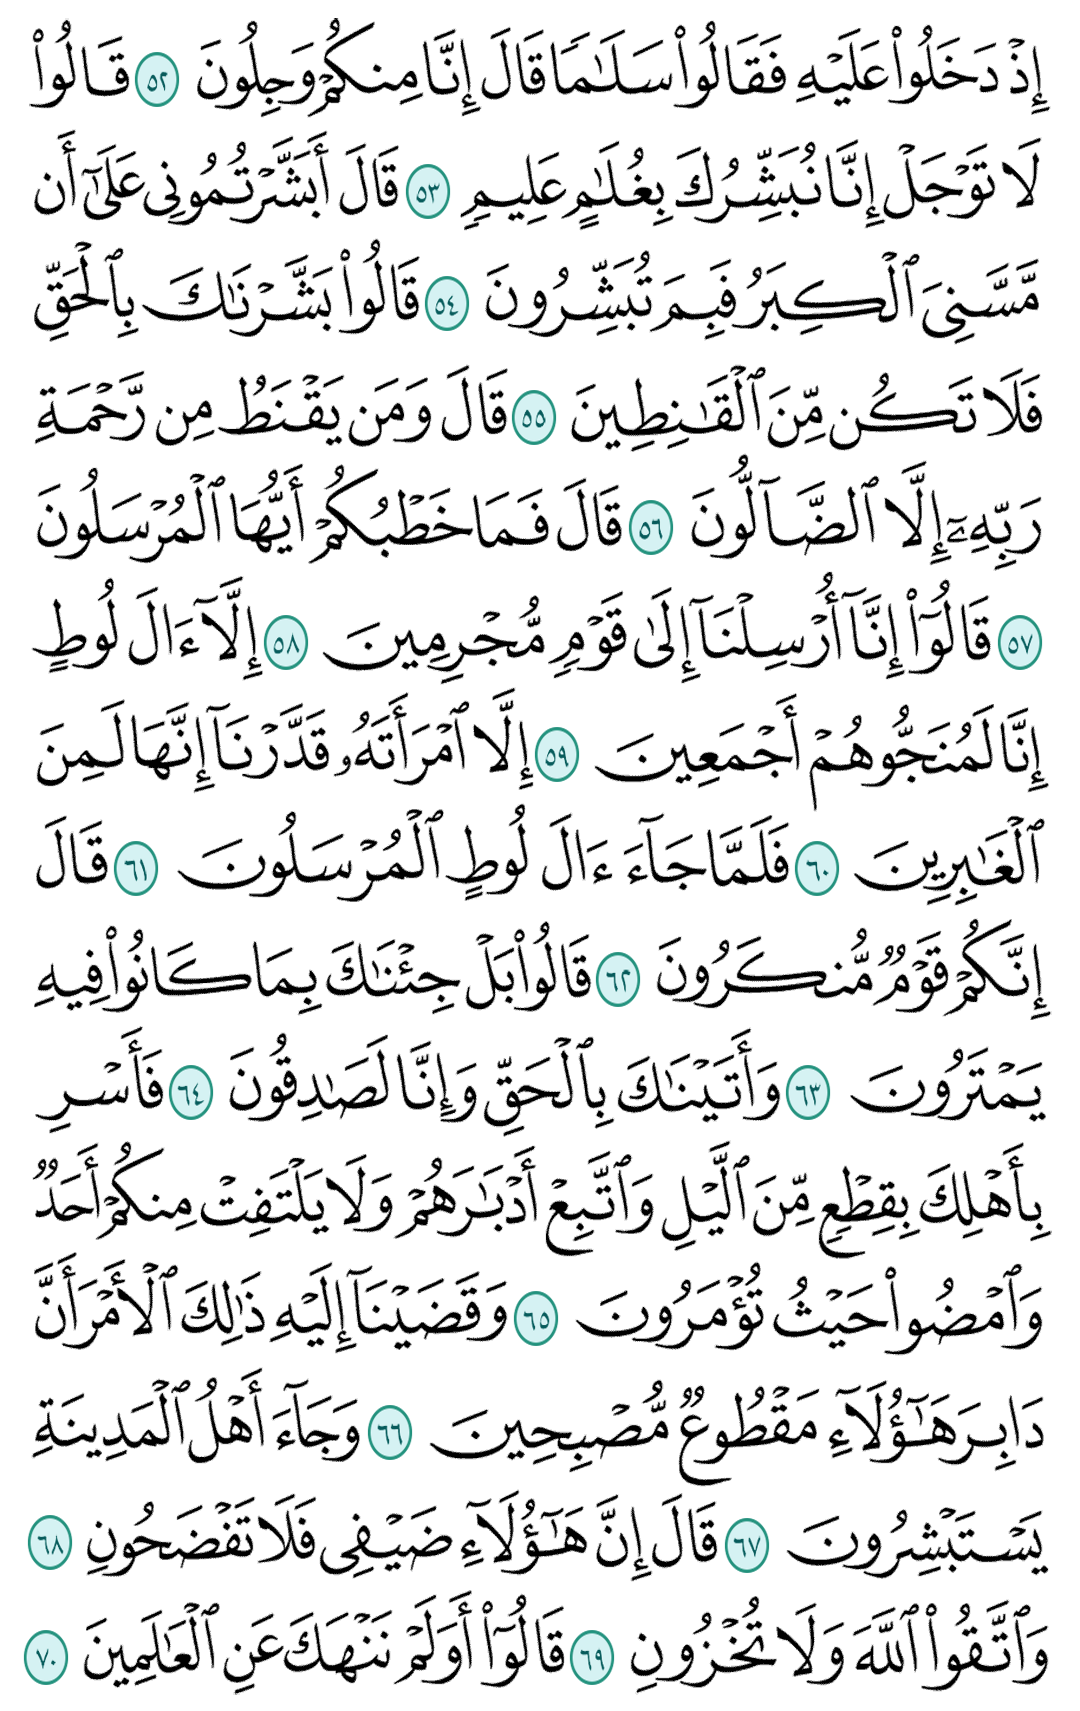 إِذْ دَخَلُوا۟ عَلَيْهِ فَقَالُوا۟ سَلَٰمًا قَالَ إِنَّا مِنكُمْ وَجِلُونَ ٥٢ قَالُوا۟
لَا تَوْجَلْ إِنَّا نُبَشِّرُكَ بِغُلَٰمٍ عَلِيمٍ ٥٣ قَالَ أَبَشَّرْتُمُونِى عَلَىٰٓ أَن
مَّسَّنِىَ ٱلْكِبَرُ فَبِمَ تُبَشِّرُونَ ٥٤ قَالُوا۟ بَشَّرْنَٰكَ بِٱلْحَقِّ
فَلَا تَكُن مِّنَ ٱلْقَٰنِطِينَ ٥٥ قَالَ وَمَن يَقْنَطُ مِن رَّحْمَةِ
رَبِّهِۦٓ إِلَّا ٱلضَّآلُّونَ ٥٦ قَالَ فَمَا خَطْبُكُمْ أَيُّهَا ٱلْمُرْسَلُونَ
٥٧ قَالُوٓا۟ إِنَّآ أُرْسِلْنَآ إِلَىٰ قَوْمٍ مُّجْرِمِينَ ٥٨ إِلَّآ ءَالَ لُوطٍ
إِنَّا لَمُنَجُّوهُمْ أَجْمَعِينَ ٥٩ إِلَّا ٱمْرَأَتَهُۥ قَدَّرْنَآ إِنَّهَا لَمِنَ
ٱلْغَٰبِرِينَ ٦٠ فَلَمَّا جَآءَ ءَالَ لُوطٍ ٱلْمُرْسَلُونَ ٦١ قَالَ
إِنَّكُمْ قَوْمٌ مُّنكَرُونَ ٦٢ قَالُوا۟ بَلْ جِئْنَٰكَ بِمَا كَانُوا۟ فِيهِ
يَمْتَرُونَ ٦٣ وَأَتَيْنَٰكَ بِٱلْحَقِّ وَإِنَّا لَصَٰدِقُونَ ٦٤ فَأَسْرِ
بِأَهْلِكَ بِقِطْعٍ مِّنَ ٱلَّيْلِ وَٱتَّبِعْ أَدْبَٰرَهُمْ وَلَا يَلْتَفِتْ مِنكُمْ أَحَدٌ
وَٱمْضُوا۟ حَيْثُ تُؤْمَرُونَ ٦٥ وَقَضَيْنَآ إِلَيْهِ ذَٰلِكَ ٱلْأَمْرَ أَنَّ
دَابِرَ هَٰٓؤُلَآءِ مَقْطُوعٌ مُّصْبِحِينَ ٦٦ وَجَآءَ أَهْلُ ٱلْمَدِينَةِ
يَسْتَبْشِرُونَ ٦٧ قَالَ إِنَّ هَٰٓؤُلَآءِ ضَيْفِى فَلَا تَفْضَحُونِ ٦٨
وَٱتَّقُوا۟ ٱللَّهَ وَلَا تُخْزُونِ ٦٩ قَالُوٓا۟ أَوَلَمْ نَنْهَكَ عَنِ ٱلْعَٰلَمِينَ ٧٠